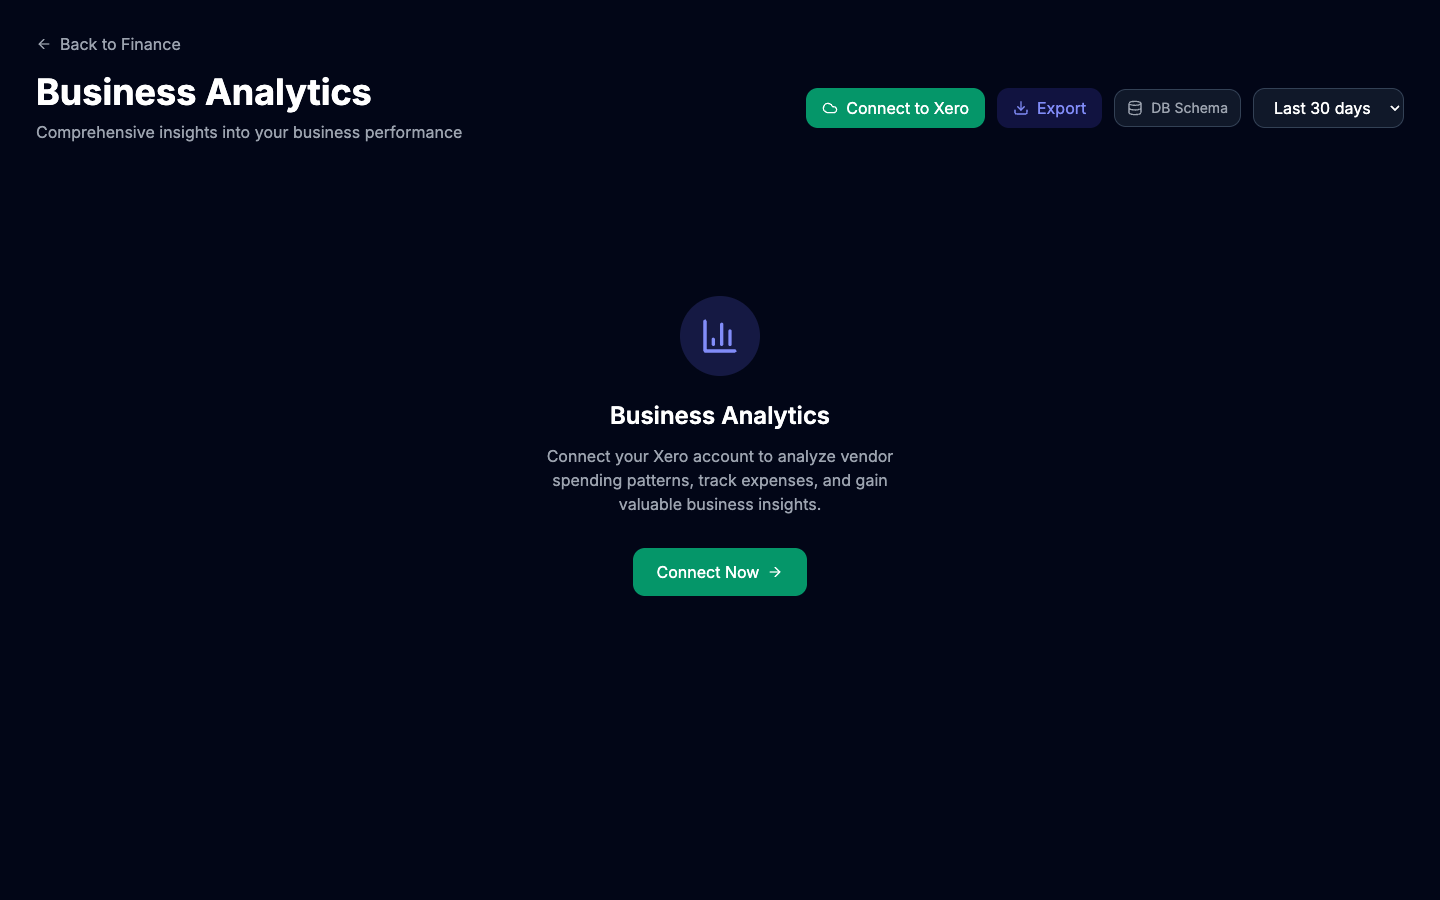 Back to Finance
Business Analytics
Comprehensive insights into your business performance
Connect to Xero
Export
DB Schema
Last 30 days
Business Analytics
Connect your Xero account to analyze vendor
spending patterns, track expenses, and gain
valuable business insights.
Connect Now